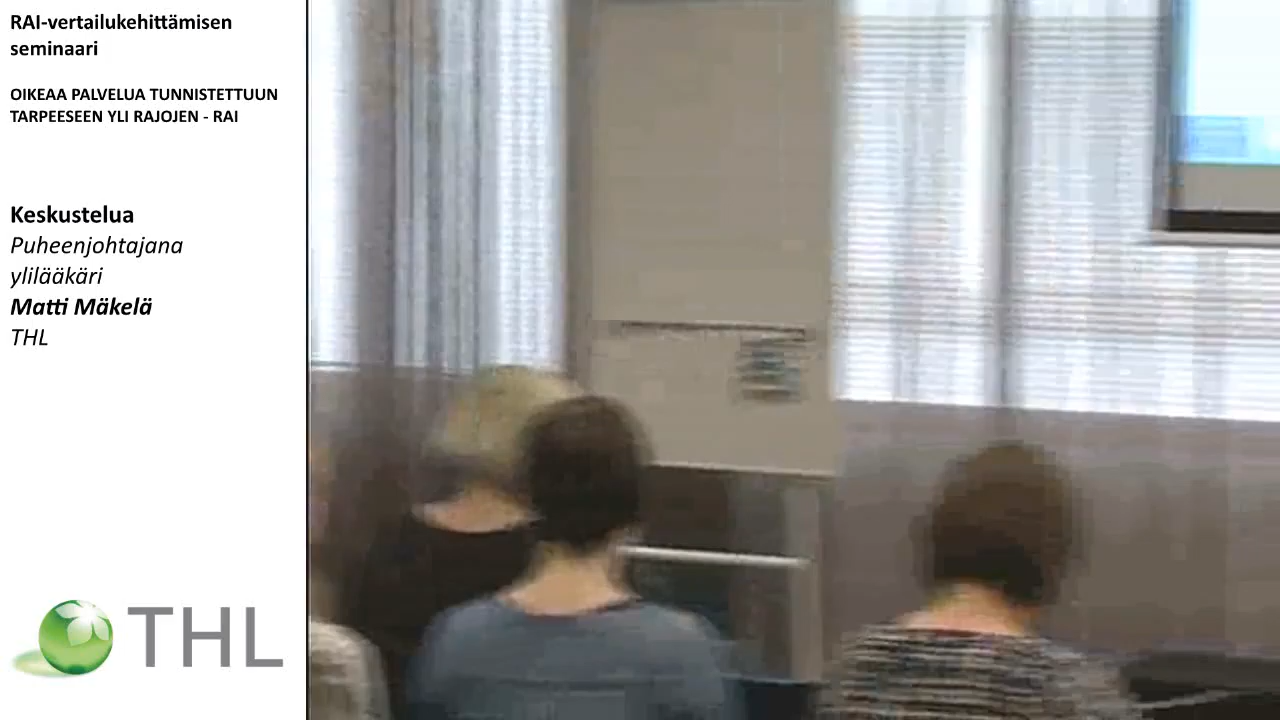 RAI-vertailukehittämisen
seminaari
OIKEAA PALVELUA TUNNISTETTUUN
TARPEESEEN YLI RAJOJEN - RAI
Keskustelua
Puheenjohtajana
ylilääkäri
Matti Mäkelä
THL
THL